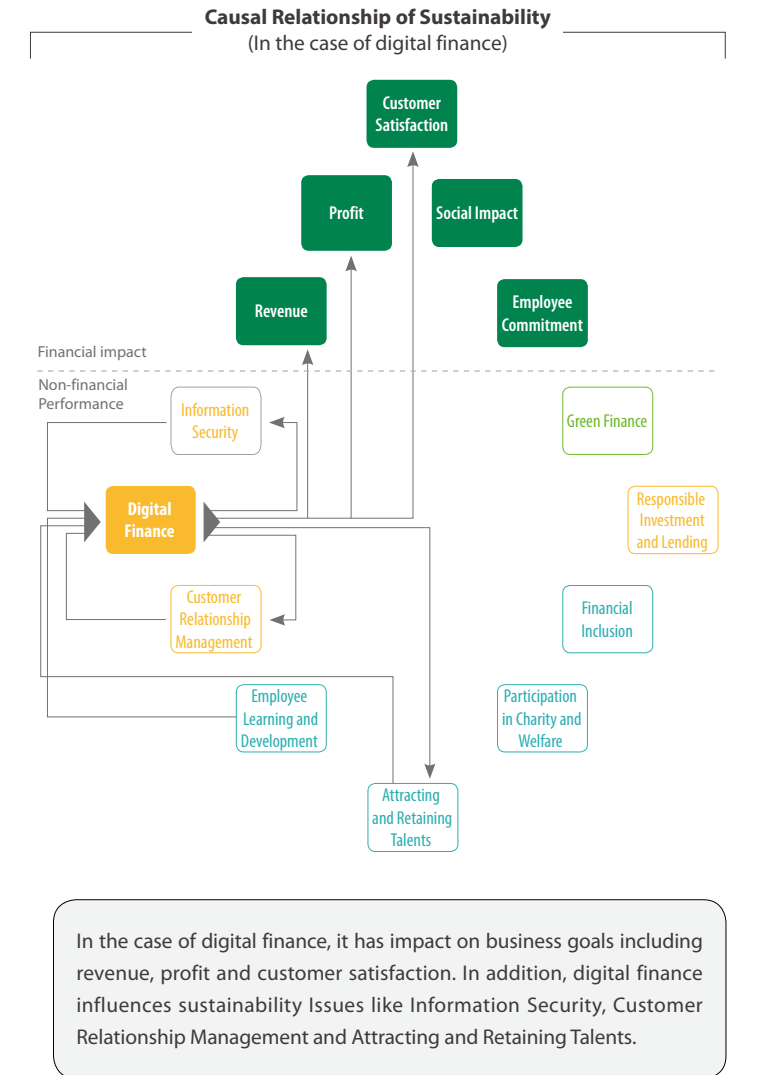 Causal Relationship of Sustainability
(In the case of digital finance)
Customer
Satisfaction
Profit
Social Impact
Revenue
Employee
Commitment
Financial impact
Non-financial
Performance
Information
Security
Green Finance
Digital
Finance
Responsible
Investment
and Lending
Customer
Relationship
Management
Financial
Inclusion
Employee
Learning and
Development
Participation
in Charity and
Welfare
Attracting
and Retaining
Talents
In the case of digital finance, it has impact on business goals including
revenue, profit and customer satisfaction. In addition, digital finance
influences sustainability Issues like Information Security, Customer
Relationship Management and Attracting and Retaining Talents.